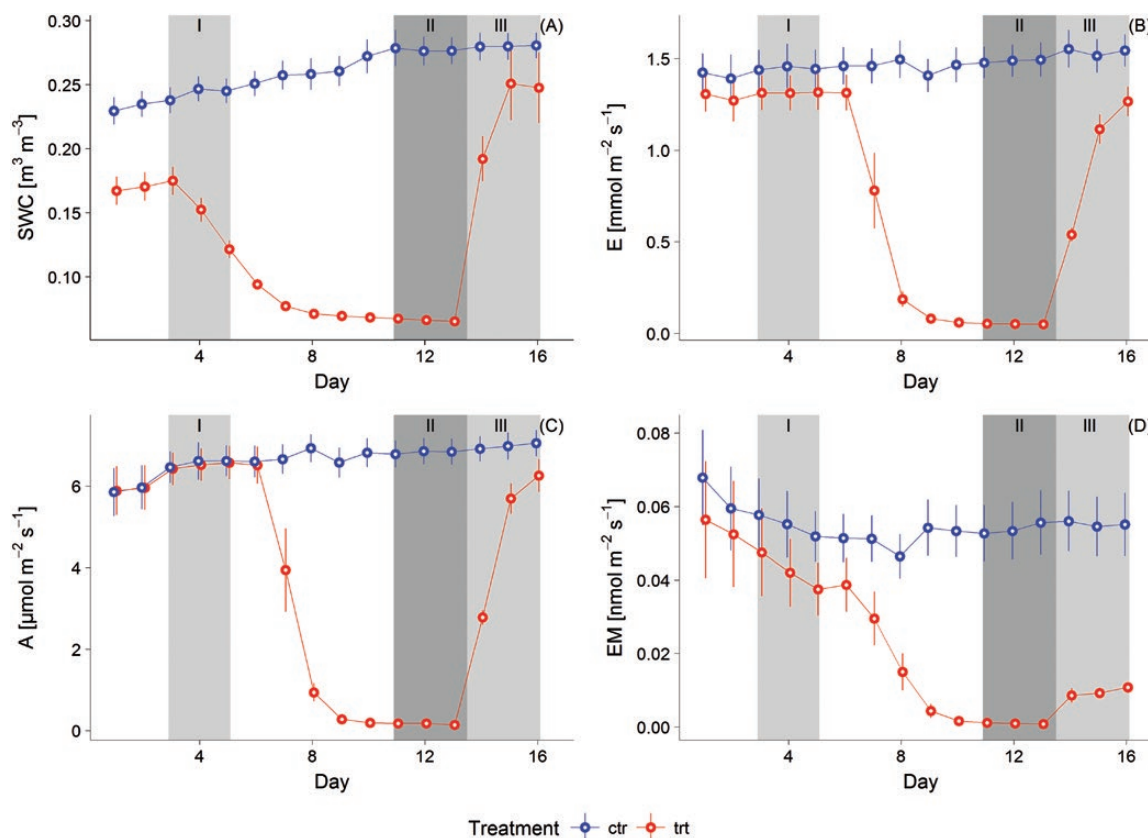 I II III (A)
SWC [m³ m⁻³]
0.30
0.25
0.20
0.15
0.10
4 8 12 16
Day
I II III (B)
E [mmol m⁻² s⁻¹]
1.5
1.0
0.5
0.0
4 8 12 16
Day
I II III (C)
A [µmol m⁻² s⁻¹]
6
4
2
0
4 8 12 16
Day
I II III (D)
EM [nmol m⁻² s⁻¹]
0.08
0.06
0.04
0.02
0.00
4 8 12 16
Day
Treatment ctr trt